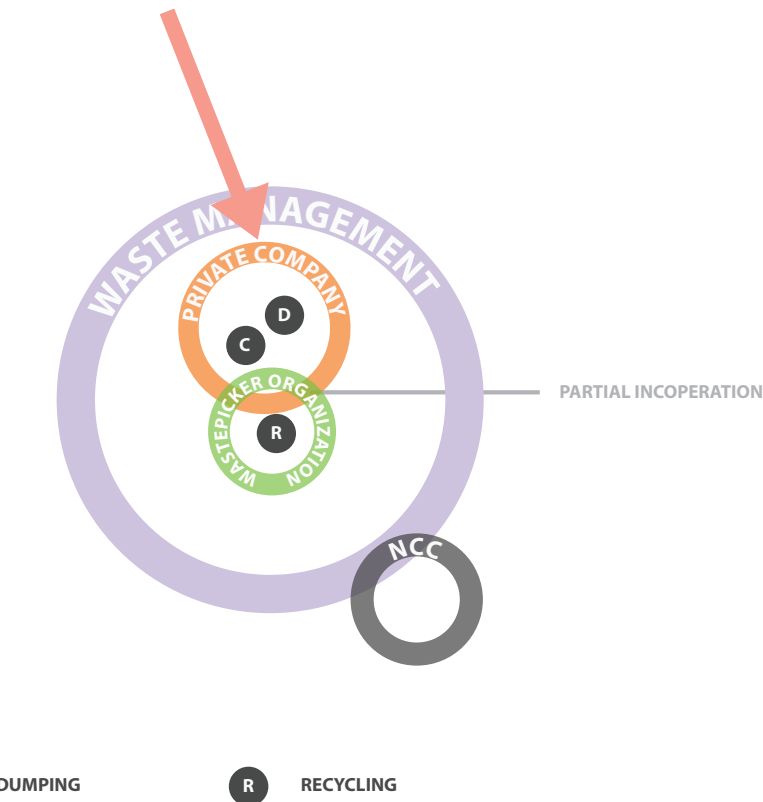 WASTE MANAGEMENT
PRIVATE COMPANY
D
C
WASTEPICKER ORGANIZATION
PARTIAL INCOPERATION
R
NCC
DUMPING
R RECYCLING